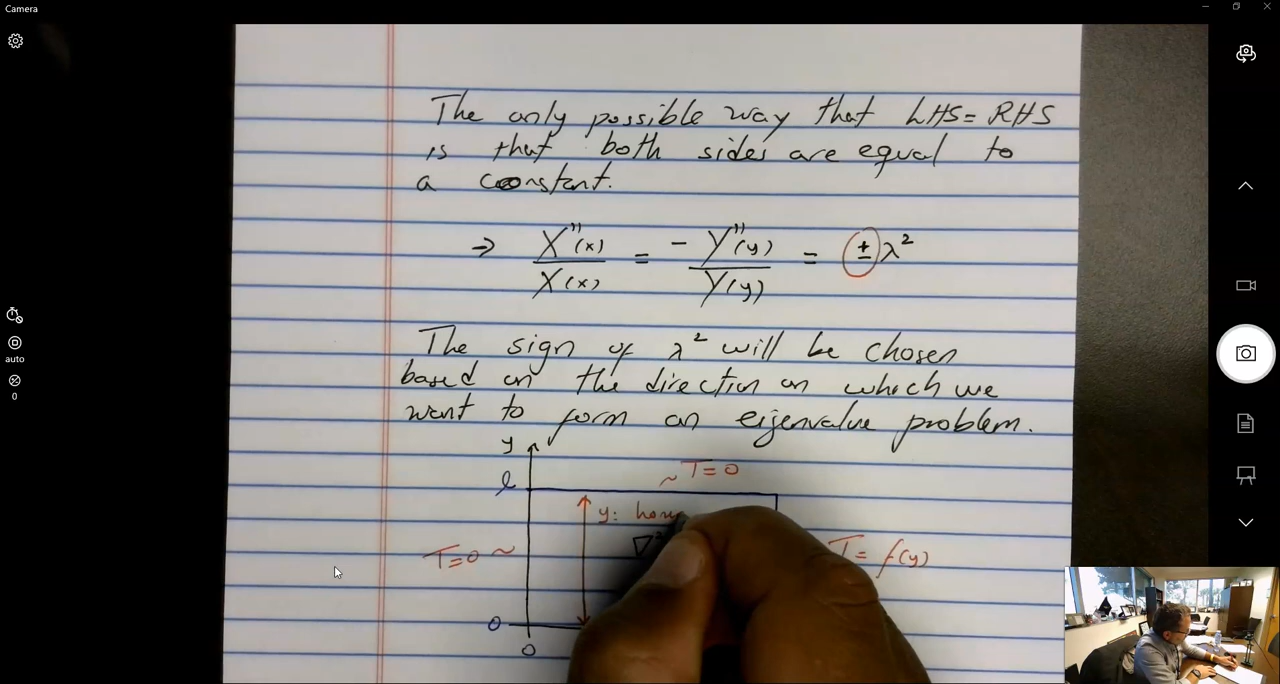 Camera
The only possible way that LHS = RHS
is that both sides are equal to
a constant.
⇒ X''(x)/X(x) = - Y''(y)/Y(y) = ± λ²
The sign of λ² will be chosen
based on the direction on which we
want to form an eigenvalue problem.
y
~ T=0
l
y:
∇²
T=0 ~
T= f(y)
auto
0
0
0